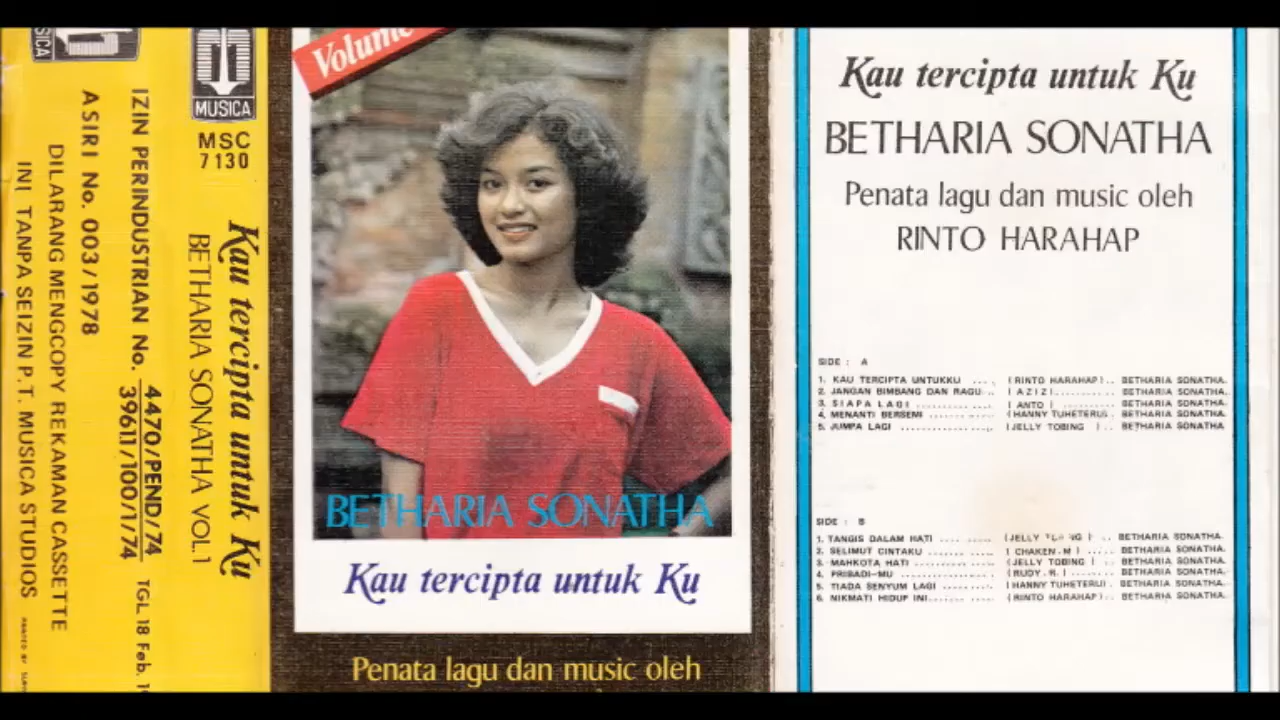 MUSICA
MSC
7130
Kau tercipta untuk Ku
BETHARIA SONATHA VOL.1
IZIN PERINDUSTRIAN No. 4470/PEND/74
39611/100/1/74
TGL 18 Feb.
ASIRI No. 003/1978
DILARANG MENGCOPY REKAMAN CASSETTE
INI TANPA SEIZIN P.T. MUSICA STUDIOS
PRINTED BY
Volume
BETHARIA SONATHA
Kau tercipta untuk Ku
Penata lagu dan music oleh
Kau tercipta untuk Ku
BETHARIA SONATHA
Penata lagu dan music oleh
RINTO HARAHAP
SIDE : A
1. KAU TERCIPTA UNTUKKU .... (RINTO HARAHAP).. BETHARIA SONATHA.
2. JANGAN BIMBANG DAN RAGU... (AZIZ)........... BETHARIA SONATHA.
3. SIAPA LAGI ............ (ANTO) .......... BETHARIA SONATHA.
4. MENANTI BERSEMI ........... (HANNY TUHETERU). BETHARIA SONATHA.
5. JUMPA LAGI ............... (JELLY TOBING ) .. BETHARIA SONATHA
SIDE : B
1. TANGIS DALAM HATI .... ..... (JELLY ) .. BETHARIA SONATHA.
2. SELIMUT CINTAKU ........ ...... ( CHAKEN.M ) ..... BETHARIA SONATHA.
3. MAHKOTA HATI ............ (JELLY TOBING ) ... BETHARIA SONATHA.
4. PRIBADI-MU ............... (RUDY.R.) ........ BETHARIA SONATHA.
5. TIADA SENYUM LAGI ......... (HANNY TUHETERU) . BETHARIA SONATHA.
6. NIKMATI HIDUP INI........... (RINTO HARAHAP).. BETHARIA SONATHA.